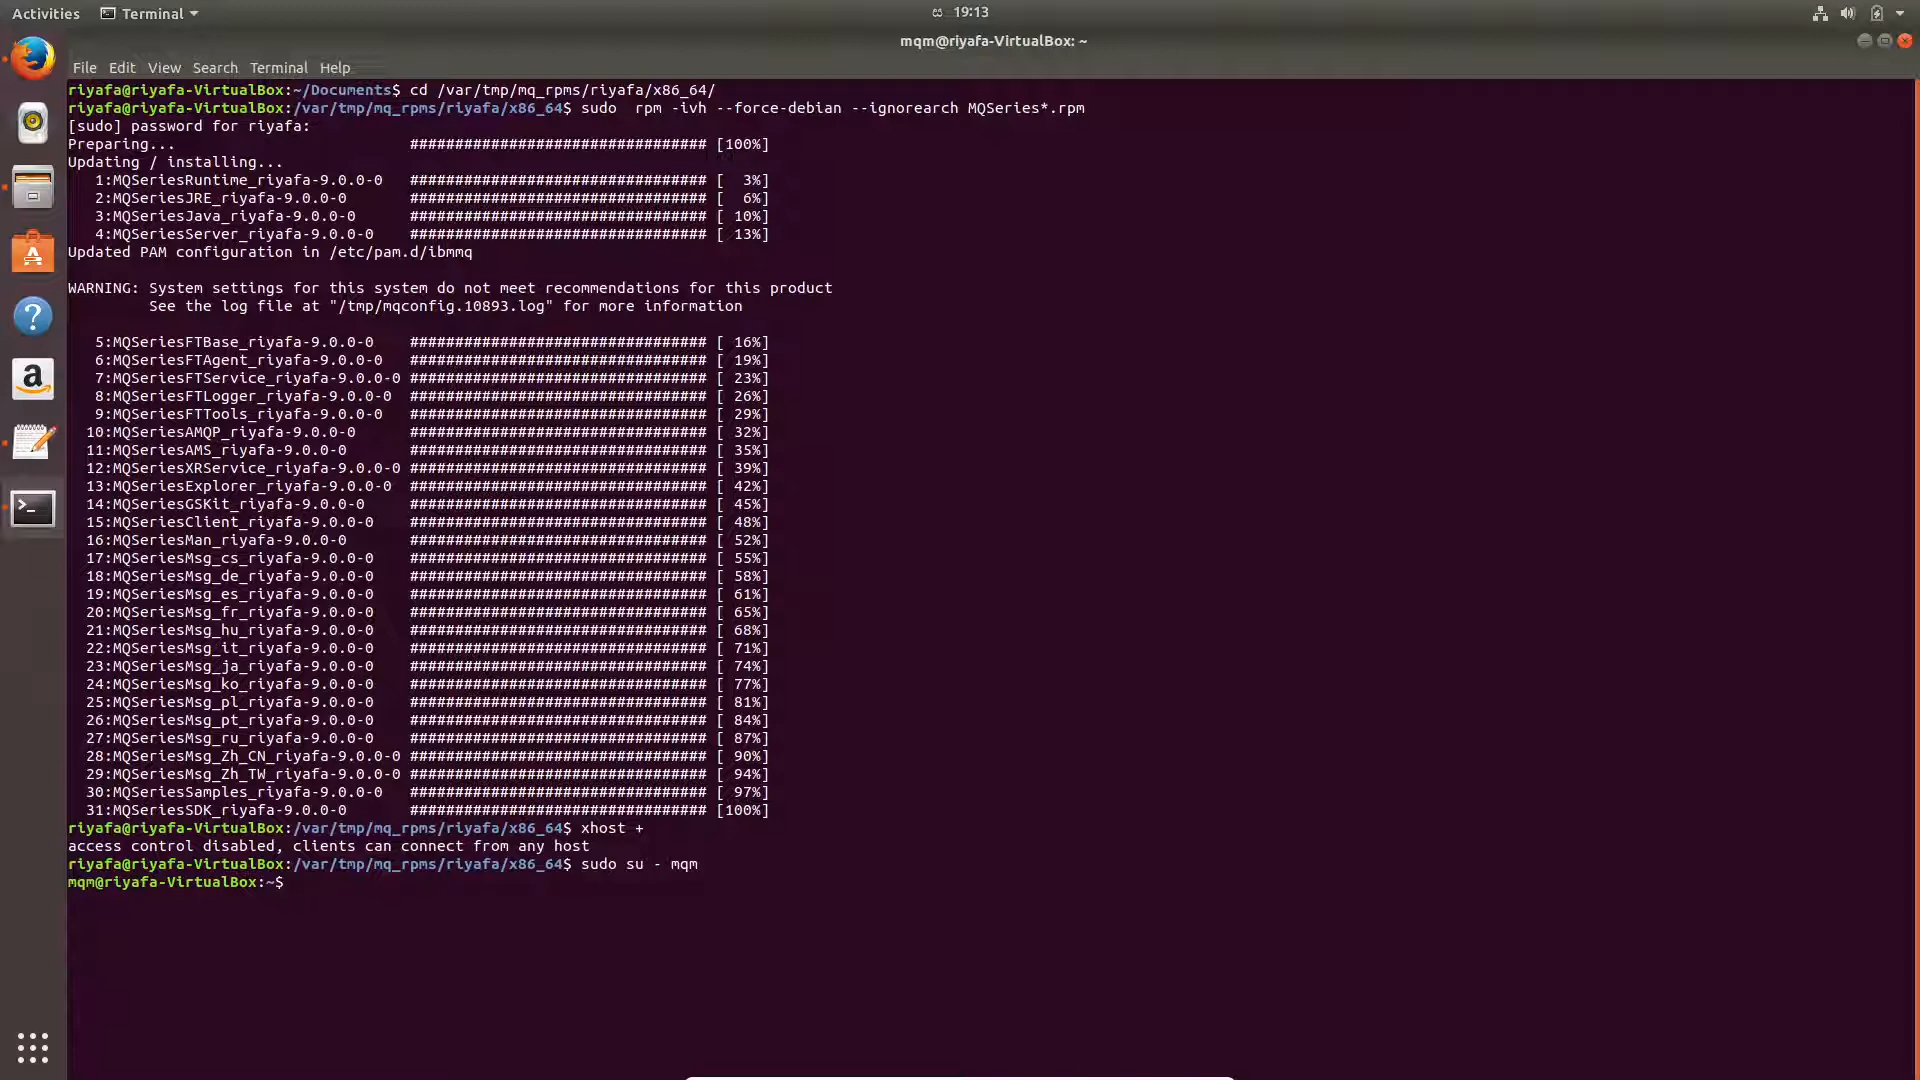 Activities Terminal 19:13
mqm@riyafa-VirtualBox: ~
File Edit View Search Terminal Help
riyafa@riyafa-VirtualBox:~/Documents$ cd /var/tmp/mq_rpms/riyafa/x86_64/
riyafa@riyafa-VirtualBox:/var/tmp/mq_rpms/riyafa/x86_64$ sudo  rpm -ivh --force-debian --ignorearch MQSeries*.rpm
[sudo] password for riyafa:
Preparing...                          ################################# [100%]
Updating / installing...
   1:MQSeriesRuntime_riyafa-9.0.0-0   ################################# [  3%]
   2:MQSeriesJRE_riyafa-9.0.0-0       ################################# [  6%]
   3:MQSeriesJava_riyafa-9.0.0-0      ################################# [ 10%]
   4:MQSeriesServer_riyafa-9.0.0-0    ################################# [ 13%]
Updated PAM configuration in /etc/pam.d/ibmmq
WARNING: System settings for this system do not meet recommendations for this product
         See the log file at "/tmp/mqconfig.10893.log" for more information
   5:MQSeriesFTBase_riyafa-9.0.0-0    ################################# [ 16%]
   6:MQSeriesFTAgent_riyafa-9.0.0-0   ################################# [ 19%]
   7:MQSeriesFTService_riyafa-9.0.0-0 ################################# [ 23%]
   8:MQSeriesFTLogger_riyafa-9.0.0-0  ################################# [ 26%]
   9:MQSeriesFTTools_riyafa-9.0.0-0   ################################# [ 29%]
  10:MQSeriesAMQP_riyafa-9.0.0-0      ################################# [ 32%]
  11:MQSeriesAMS_riyafa-9.0.0-0       ################################# [ 35%]
  12:MQSeriesXRService_riyafa-9.0.0-0 ################################# [ 39%]
  13:MQSeriesExplorer_riyafa-9.0.0-0  ################################# [ 42%]
  14:MQSeriesGSKit_riyafa-9.0.0-0     ################################# [ 45%]
  15:MQSeriesClient_riyafa-9.0.0-0    ################################# [ 48%]
  16:MQSeriesMan_riyafa-9.0.0-0       ################################# [ 52%]
  17:MQSeriesMsg_cs_riyafa-9.0.0-0    ################################# [ 55%]
  18:MQSeriesMsg_de_riyafa-9.0.0-0    ################################# [ 58%]
  19:MQSeriesMsg_es_riyafa-9.0.0-0    ################################# [ 61%]
  20:MQSeriesMsg_fr_riyafa-9.0.0-0    ################################# [ 65%]
  21:MQSeriesMsg_hu_riyafa-9.0.0-0    ################################# [ 68%]
  22:MQSeriesMsg_it_riyafa-9.0.0-0    ################################# [ 71%]
  23:MQSeriesMsg_ja_riyafa-9.0.0-0    ################################# [ 74%]
  24:MQSeriesMsg_ko_riyafa-9.0.0-0    ################################# [ 77%]
  25:MQSeriesMsg_pl_riyafa-9.0.0-0    ################################# [ 81%]
  26:MQSeriesMsg_pt_riyafa-9.0.0-0    ################################# [ 84%]
  27:MQSeriesMsg_ru_riyafa-9.0.0-0    ################################# [ 87%]
  28:MQSeriesMsg_Zh_CN_riyafa-9.0.0-0 ################################# [ 90%]
  29:MQSeriesMsg_Zh_TW_riyafa-9.0.0-0 ################################# [ 94%]
  30:MQSeriesSamples_riyafa-9.0.0-0   ################################# [ 97%]
  31:MQSeriesSDK_riyafa-9.0.0-0       ################################# [100%]
riyafa@riyafa-VirtualBox:/var/tmp/mq_rpms/riyafa/x86_64$ xhost +
access control disabled, clients can connect from any host
riyafa@riyafa-VirtualBox:/var/tmp/mq_rpms/riyafa/x86_64$ sudo su - mqm
mqm@riyafa-VirtualBox:~$